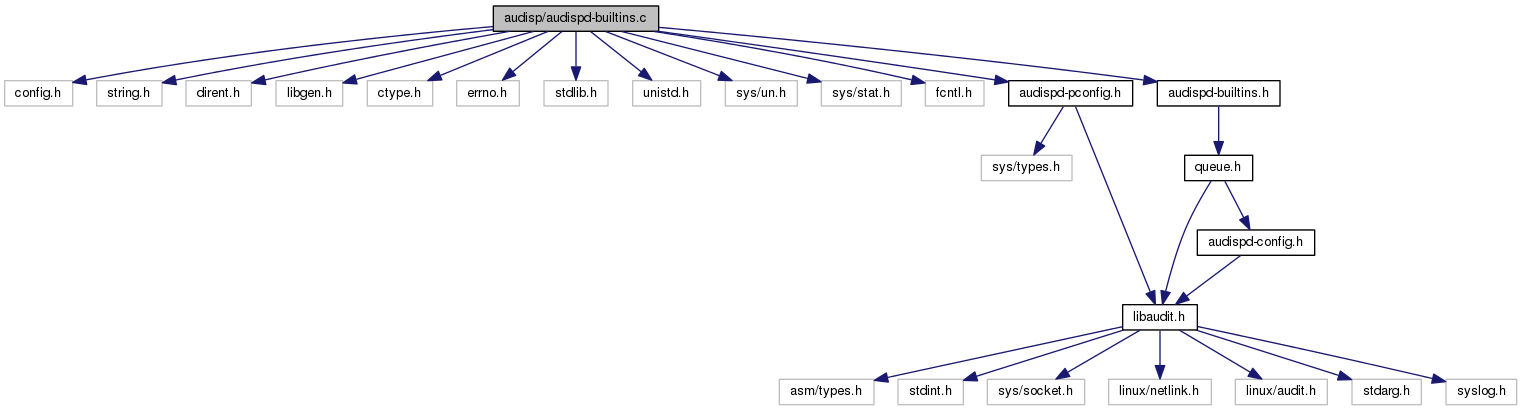 audisp/audispd-builtins.c
config.h
string.h
dirent.h
libgen.h
ctype.h
errno.h
stdlib.h
unistd.h
sys/un.h
sys/stat.h
fcntl.h
audispd-pconfig.h
audispd-builtins.h
sys/types.h
queue.h
audispd-config.h
libaudit.h
asm/types.h
stdint.h
sys/socket.h
linux/netlink.h
linux/audit.h
stdarg.h
syslog.h